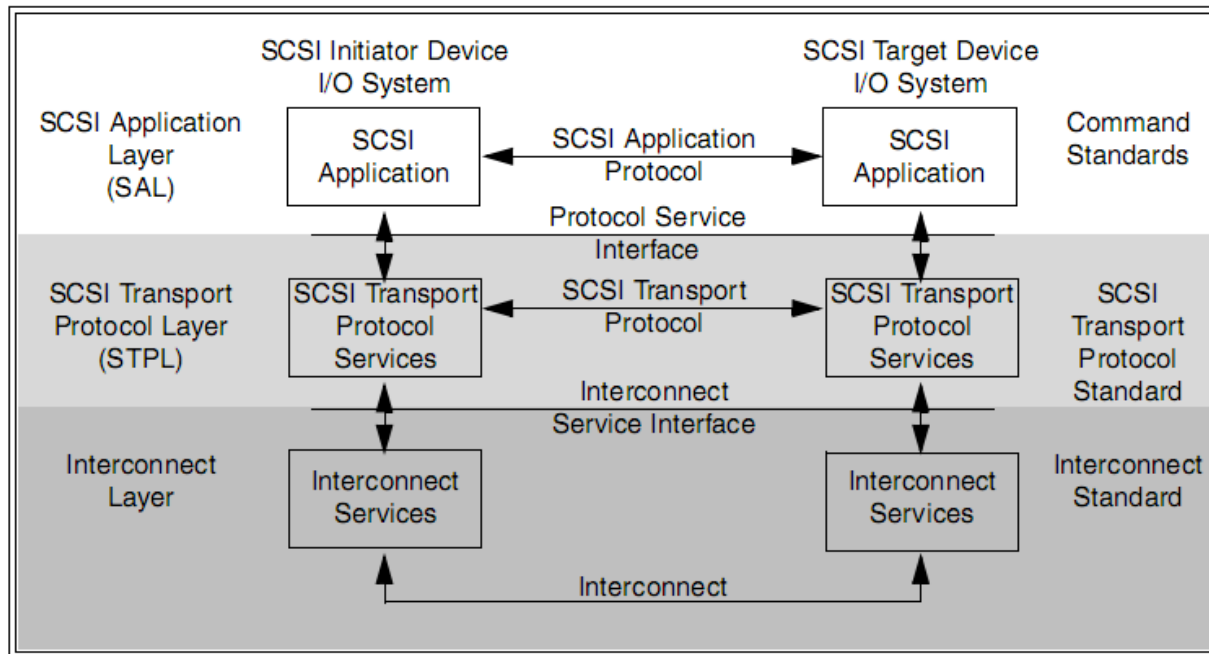 SCSI Initiator Device
I/O System
SCSI Target Device
I/O System
SCSI Application
Layer
(SAL)
SCSI
Application
SCSI Application
Protocol
SCSI
Application
Command
Standards
Protocol Service
Interface
SCSI Transport
Protocol Layer
(STPL)
SCSI Transport
Protocol
Services
SCSI Transport
Protocol
SCSI Transport
Protocol
Services
SCSI
Transport
Protocol
Standard
Interconnect
Service Interface
Interconnect
Layer
Interconnect
Services
Interconnect
Services
Interconnect
Standard
Interconnect